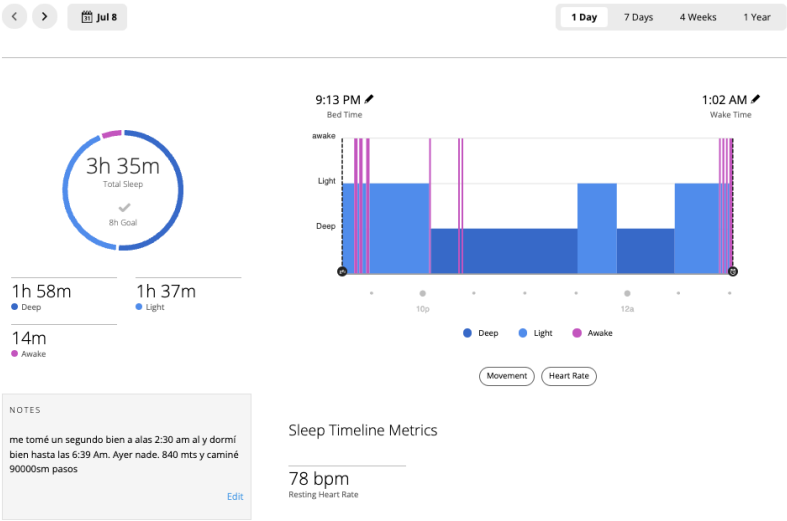 Jul 8
1 Day 7 Days 4 Weeks 1 Year
9:13 PM
Bed Time
1:02 AM
Wake Time
3h 35m
Total Sleep
8h Goal
awake
Light
Deep
10p 12a
Deep Light Awake
1h 58m
Deep
1h 37m
Light
14m
Awake
Movement Heart Rate
NOTES
me tomé un segundo bien a alas 2:30 am al y dormí
bien hasta las 6:39 Am. Ayer nade. 840 mts y caminé
90000sm pasos
Edit
Sleep Timeline Metrics
78 bpm
Resting Heart Rate